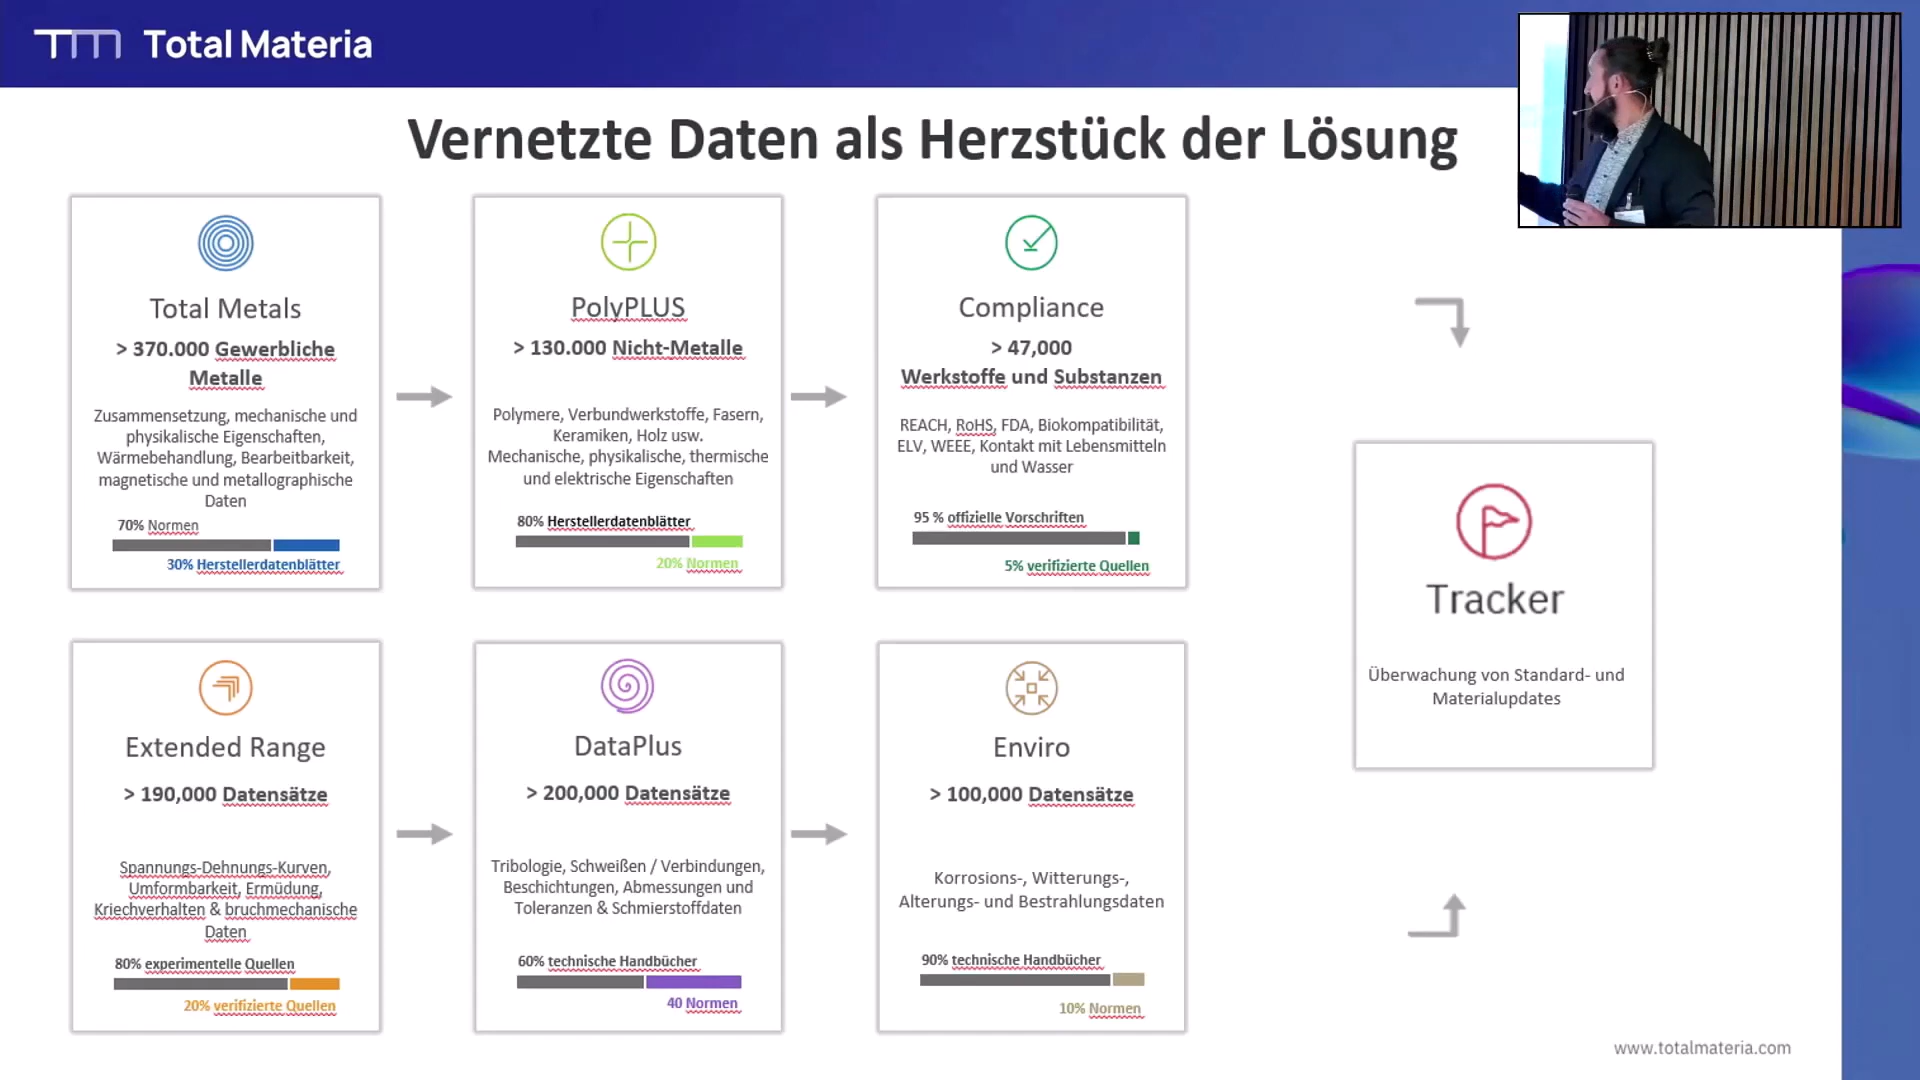 TM Total Materia
Vernetzte Daten als Herzstück der Lösung
Total Metals
> 370.000 Gewerbliche
Metalle
Zusammensetzung, mechanische und
physikalische Eigenschaften,
Wärmebehandlung, Bearbeitbarkeit,
magnetische und metallographische
Daten
70% Normen
30% Herstellerdatenblätter
PolyPLUS
> 130.000 Nicht-Metalle
Polymere, Verbundwerkstoffe, Fasern,
Keramiken, Holz usw.
Mechanische, physikalische, thermische
und elektrische Eigenschaften
80% Herstellerdatenblätter
20% Normen
Compliance
> 47,000
Werkstoffe und Substanzen
REACH, RoHS, FDA, Biokompatibilität,
ELV, WEEE, Kontakt mit Lebensmitteln
und Wasser
95 % offizielle Vorschriften
5% verifizierte Quellen
Extended Range
> 190,000 Datensätze
Spannungs-Dehnungs-Kurven,
Umformbarkeit, Ermüdung,
Kriechverhalten & bruchmechanische
Daten
80% experimentelle Quellen
20% verifizierte Quellen
DataPlus
> 200,000 Datensätze
Tribologie, Schweißen / Verbindungen,
Beschichtungen, Abmessungen und
Toleranzen & Schmierstoffdaten
60% technische Handbücher
40 Normen
Enviro
> 100,000 Datensätze
Korrosions-, Witterungs-,
Alterungs- und Bestrahlungsdaten
90% technische Handbücher
10% Normen
Tracker
Überwachung von Standard- und
Materialupdates
www.totalmateria.com